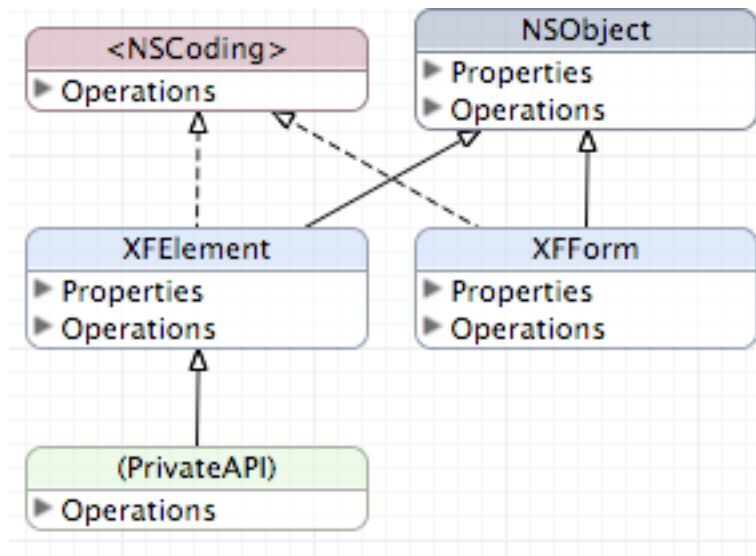 <NSCoding>
Operations
NSObject
Properties
Operations
XFElement
Properties
Operations
XFForm
Properties
Operations
(PrivateAPI)
Operations